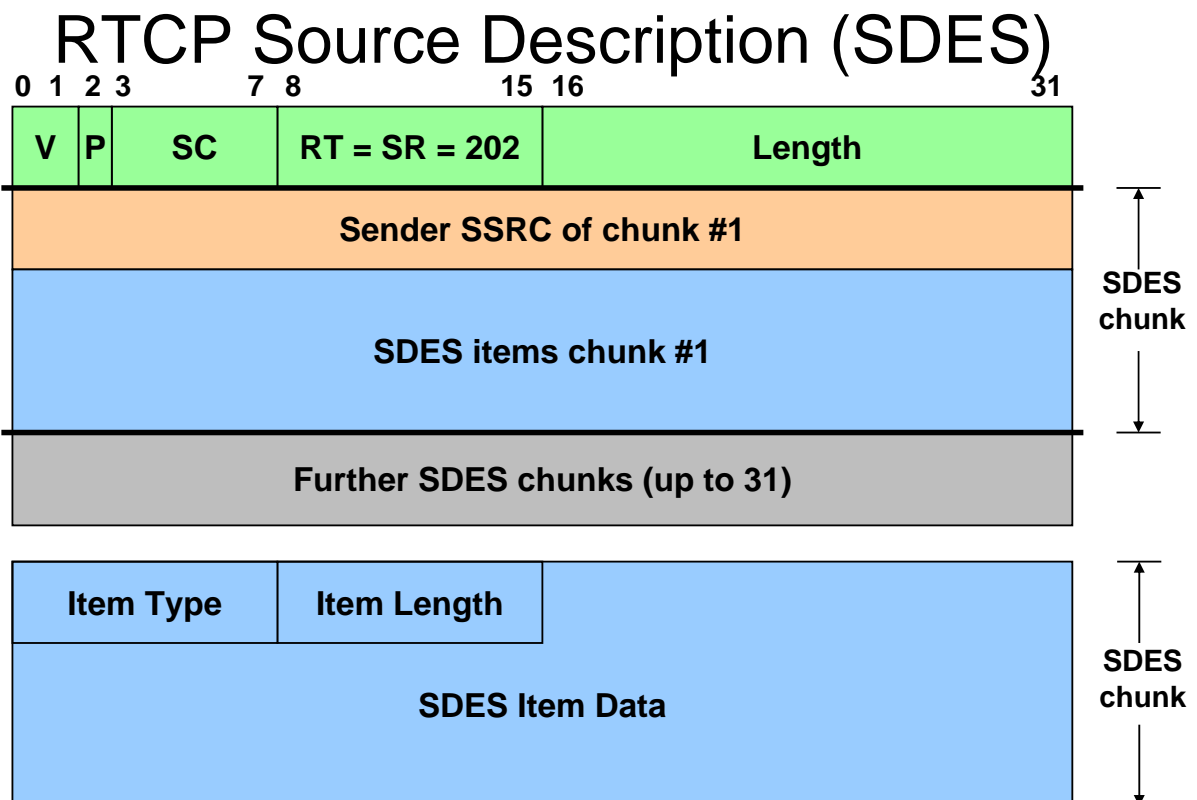 RTCP Source Description (SDES)
0 1 2 3 7 8 15 16 31
V P SC RT = SR = 202 Length
Sender SSRC of chunk #1
SDES
chunk
SDES items chunk #1
Further SDES chunks (up to 31)
Item Type Item Length
SDES
chunk
SDES Item Data